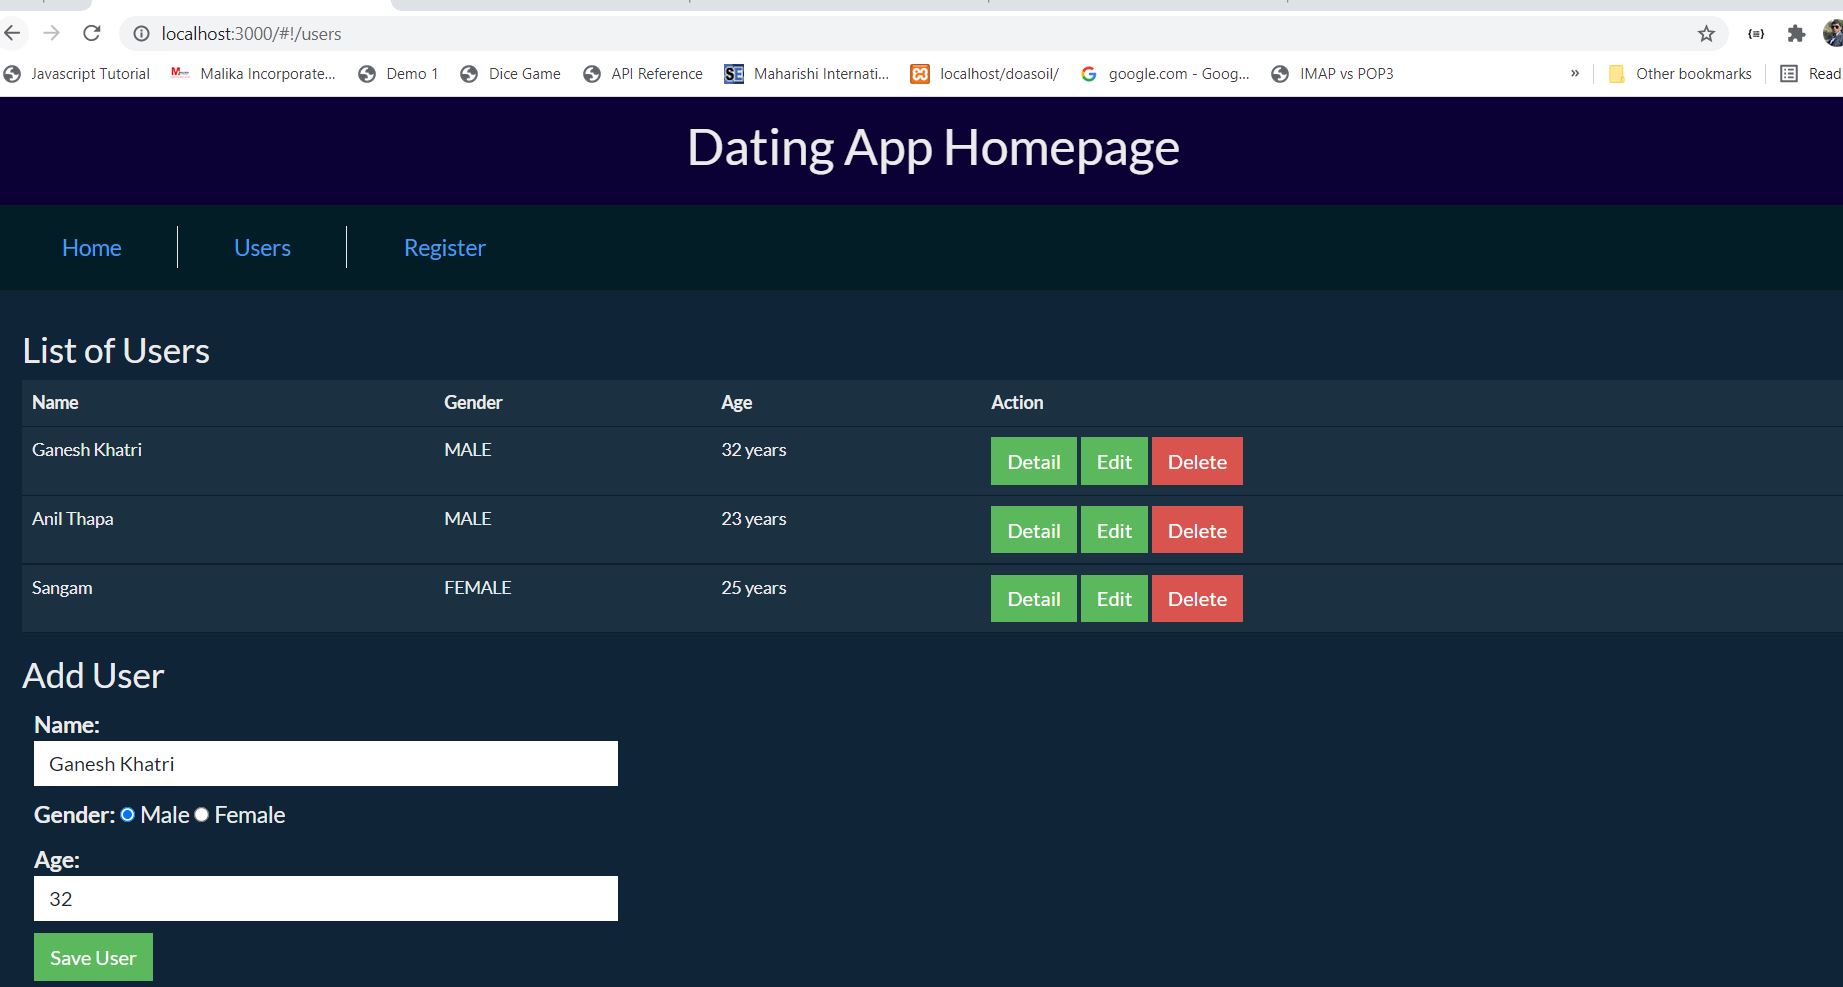 localhost:3000/#!/users
Javascript Tutorial Malika Incorporate... Demo 1 Dice Game API Reference SE Maharishi Internati... localhost/doasoil/ google.com - Goog... IMAP vs POP3 » Other bookmarks Read
Dating App Homepage
Home Users Register
List of Users
Name Gender Age Action
Ganesh Khatri MALE 32 years Detail Edit Delete
Anil Thapa MALE 23 years Detail Edit Delete
Sangam FEMALE 25 years Detail Edit Delete
Add User
Name:
Ganesh Khatri
Gender: Male Female
Age:
32
Save User